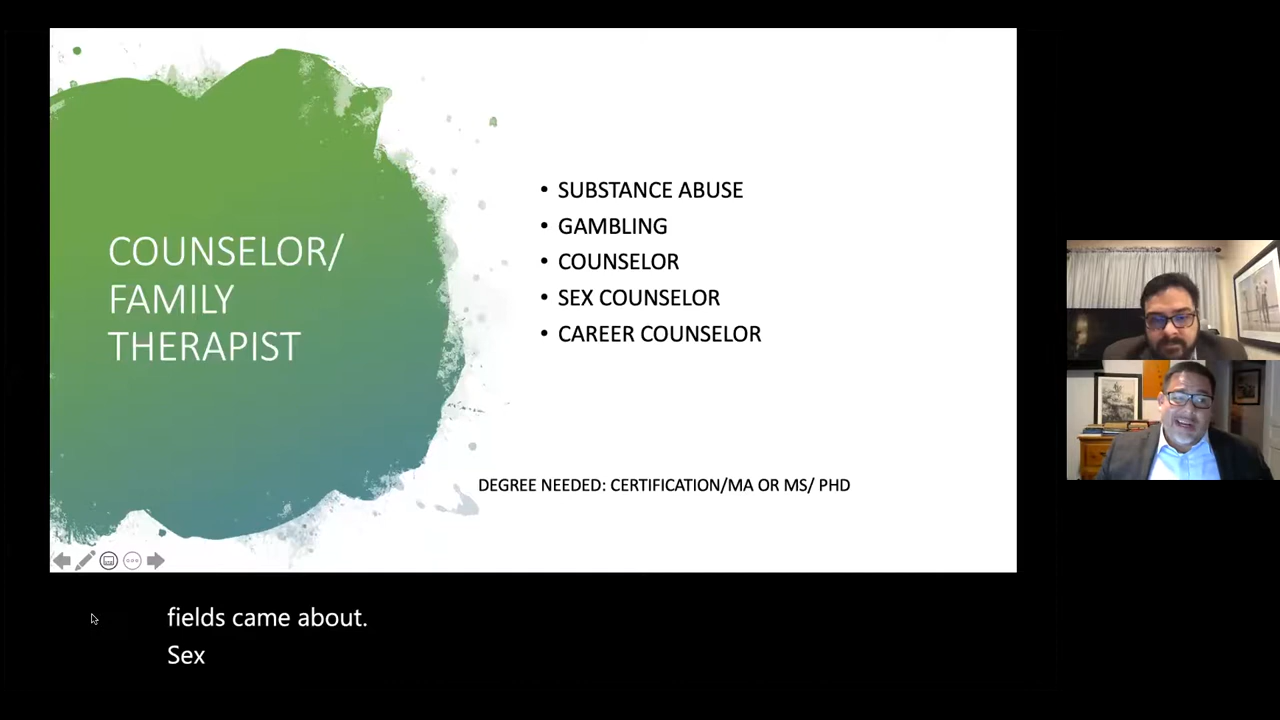 COUNSELOR/
FAMILY
THERAPIST
• SUBSTANCE ABUSE
• GAMBLING
• COUNSELOR
• SEX COUNSELOR
• CAREER COUNSELOR
DEGREE NEEDED: CERTIFICATION/MA OR MS/ PHD
fields came about.
Sex